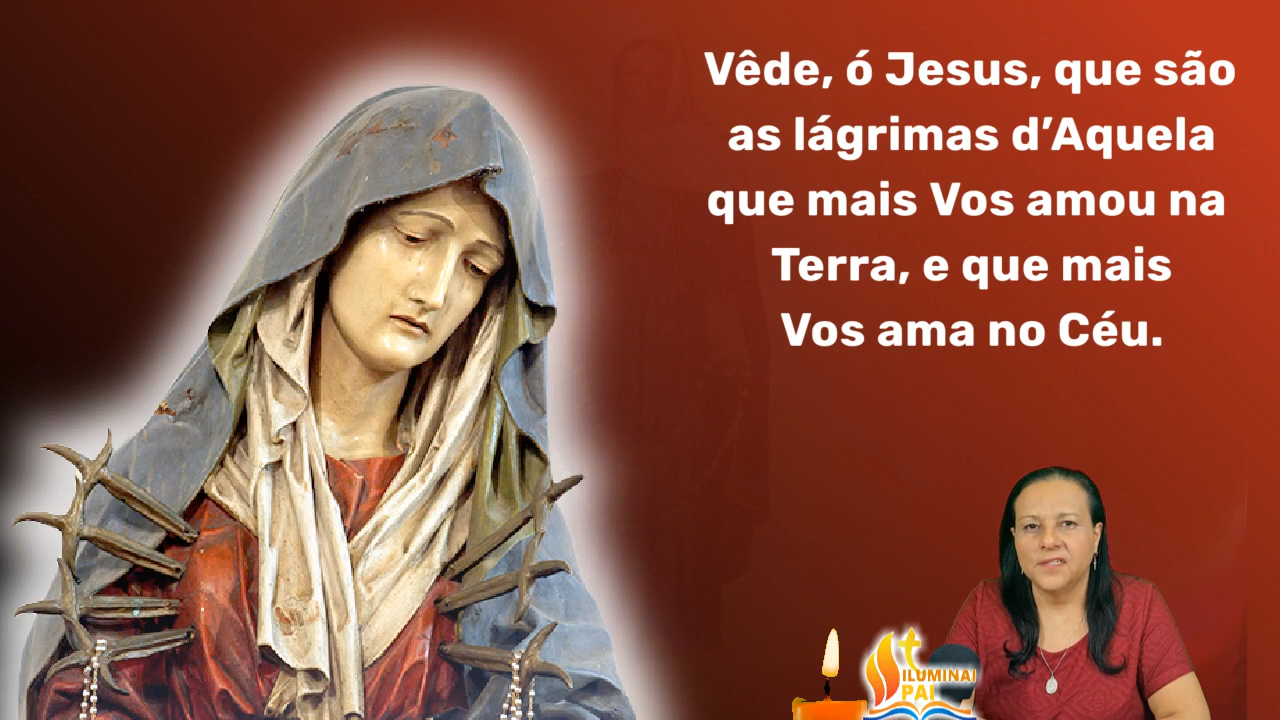 Vêde, ó Jesus, que são
as lágrimas d’Aquela
que mais Vos amou na
Terra, e que mais
Vos ama no Céu.
ILUMINAI
PAI